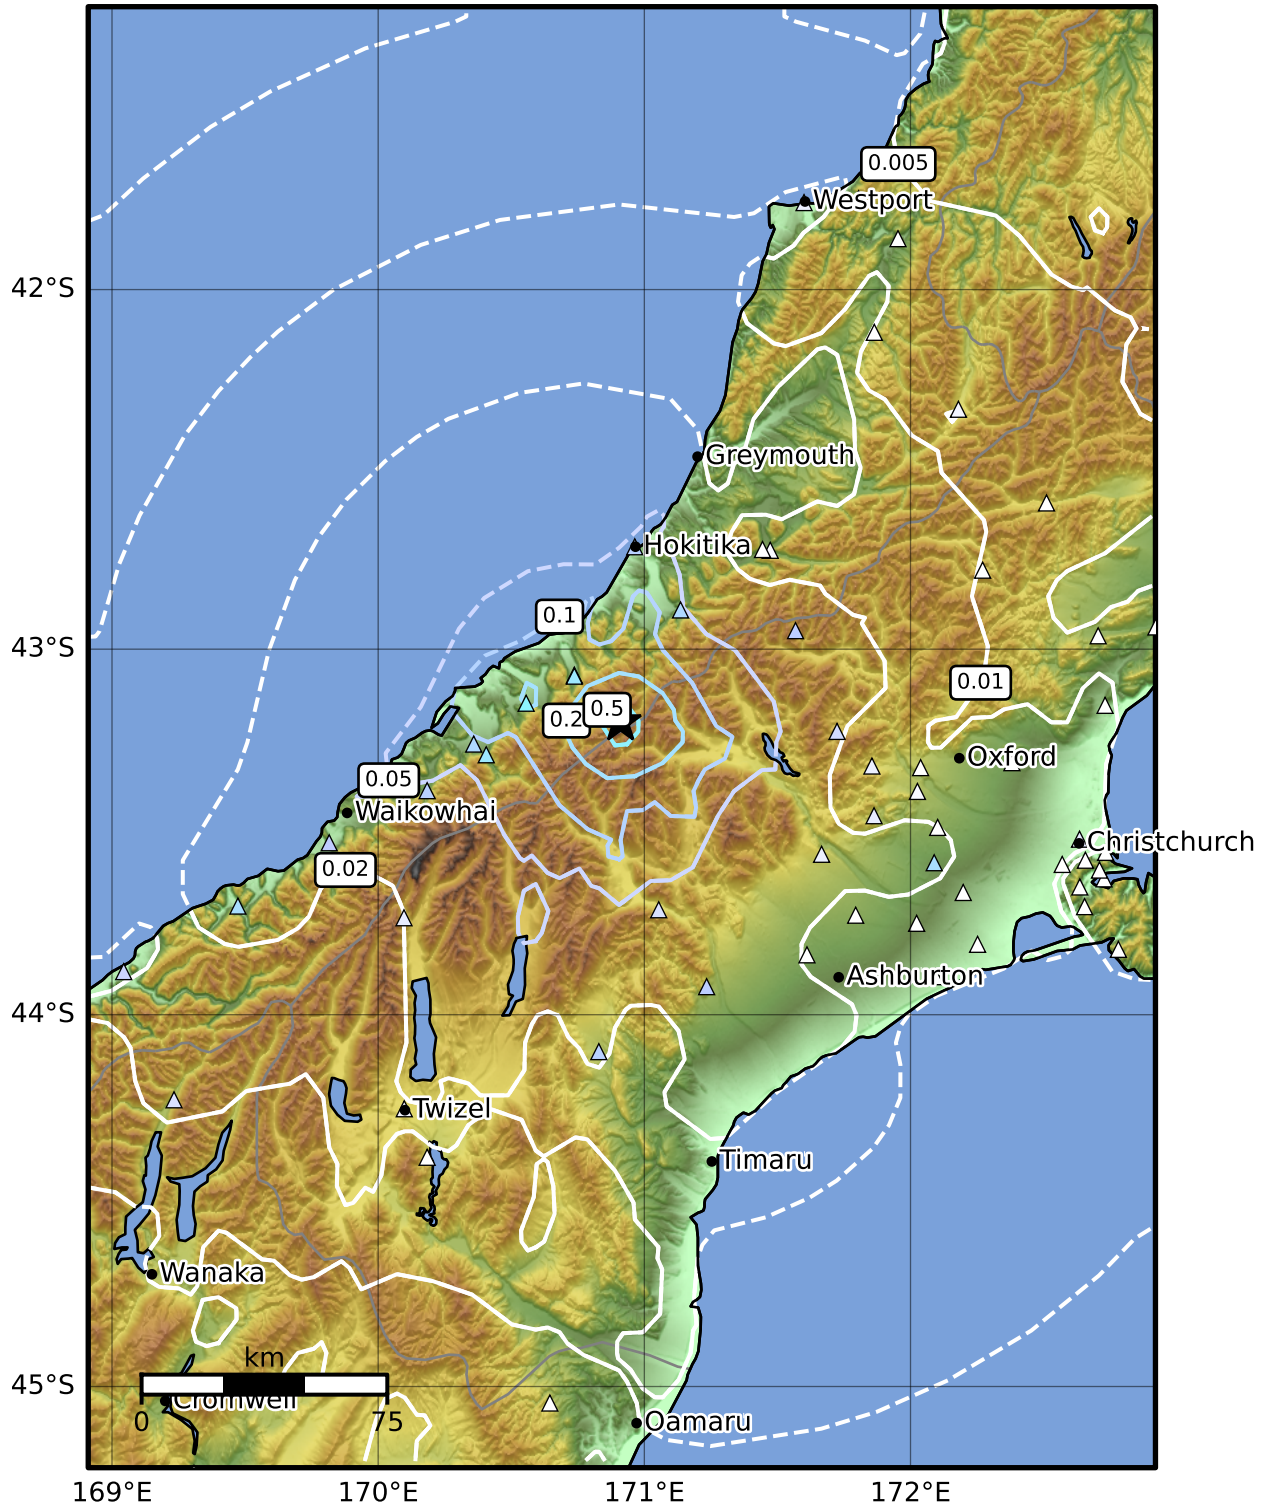 0.005
Westport
42°S
Greymouth
Hokitika
0.1
43°S
0.01
0.2
0.5
Oxford
0.05
Waikowhai
Christchurch
0.02
Ashburton
44°S
Twizel
Timaru
Wanaka
km
45°S
Cromwell
0
75
Oamaru
169°E
170°E
171°E
172°E